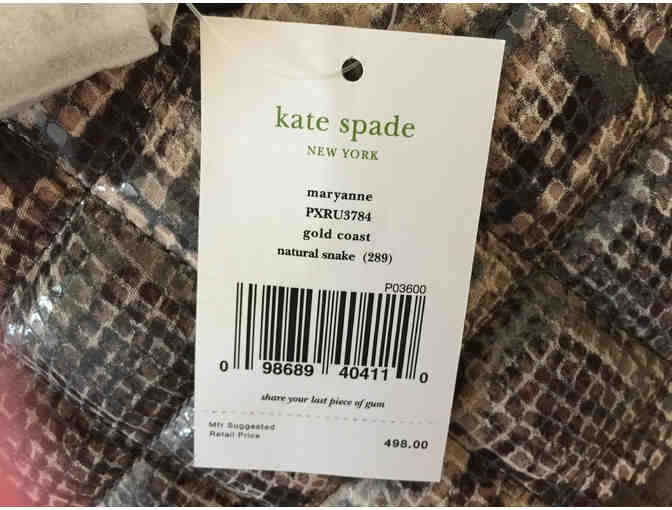 kate spade
NEW YORK
maryanne
PXRU3784
gold coast
natural snake (289)
P03600
0 98689 40411 0
share your last piece of gum
Mfr Suggested
Retail Price
498.00